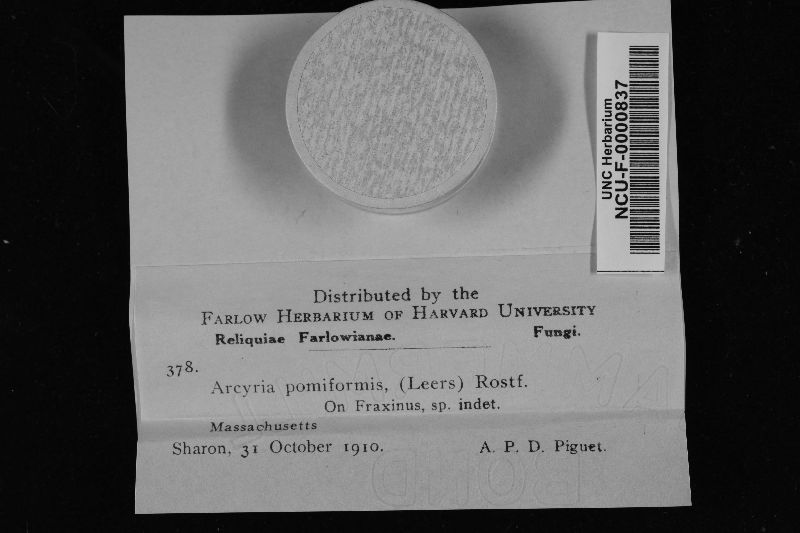 UNC Herbarium
NCU-F-0000837
Distributed by the
FARLOW HERBARIUM OF HARVARD UNIVERSITY
Reliquiae Farlowianae. Fungi.
378.
Arcyria pomiformis, (Leers) Rostf.
On Fraxinus, sp. indet.
Massachusetts
Sharon, 31 October 1910. A. P. D. Piguet.